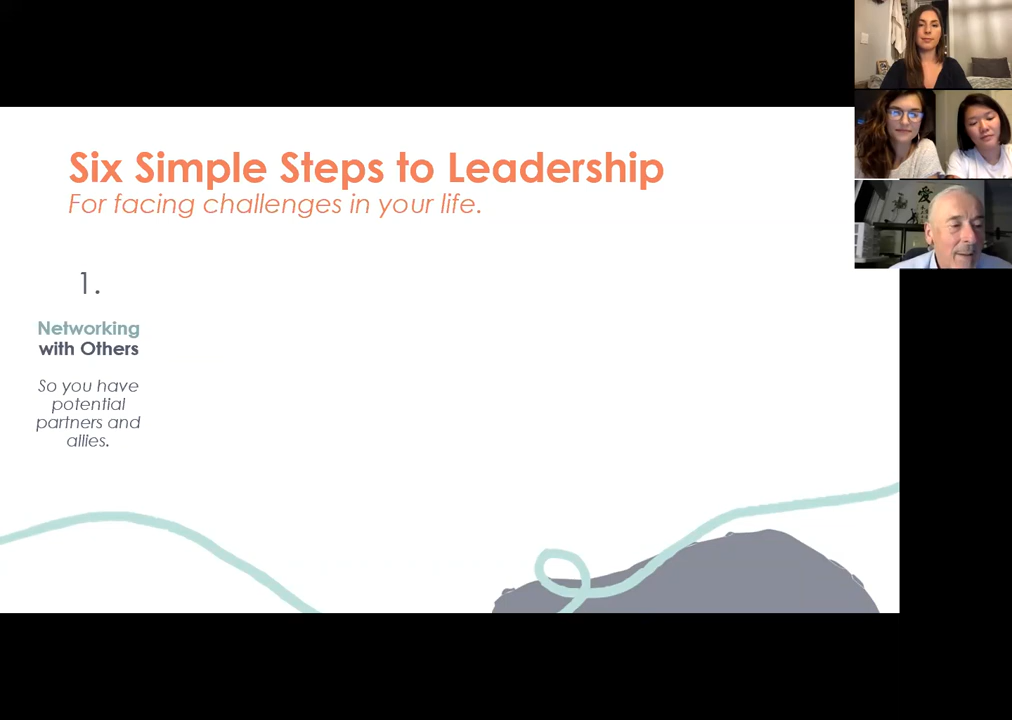 Six Simple Steps to Leadership
For facing challenges in your life.
1.
Networking
with Others
So you have
potential
partners and
allies.
愛